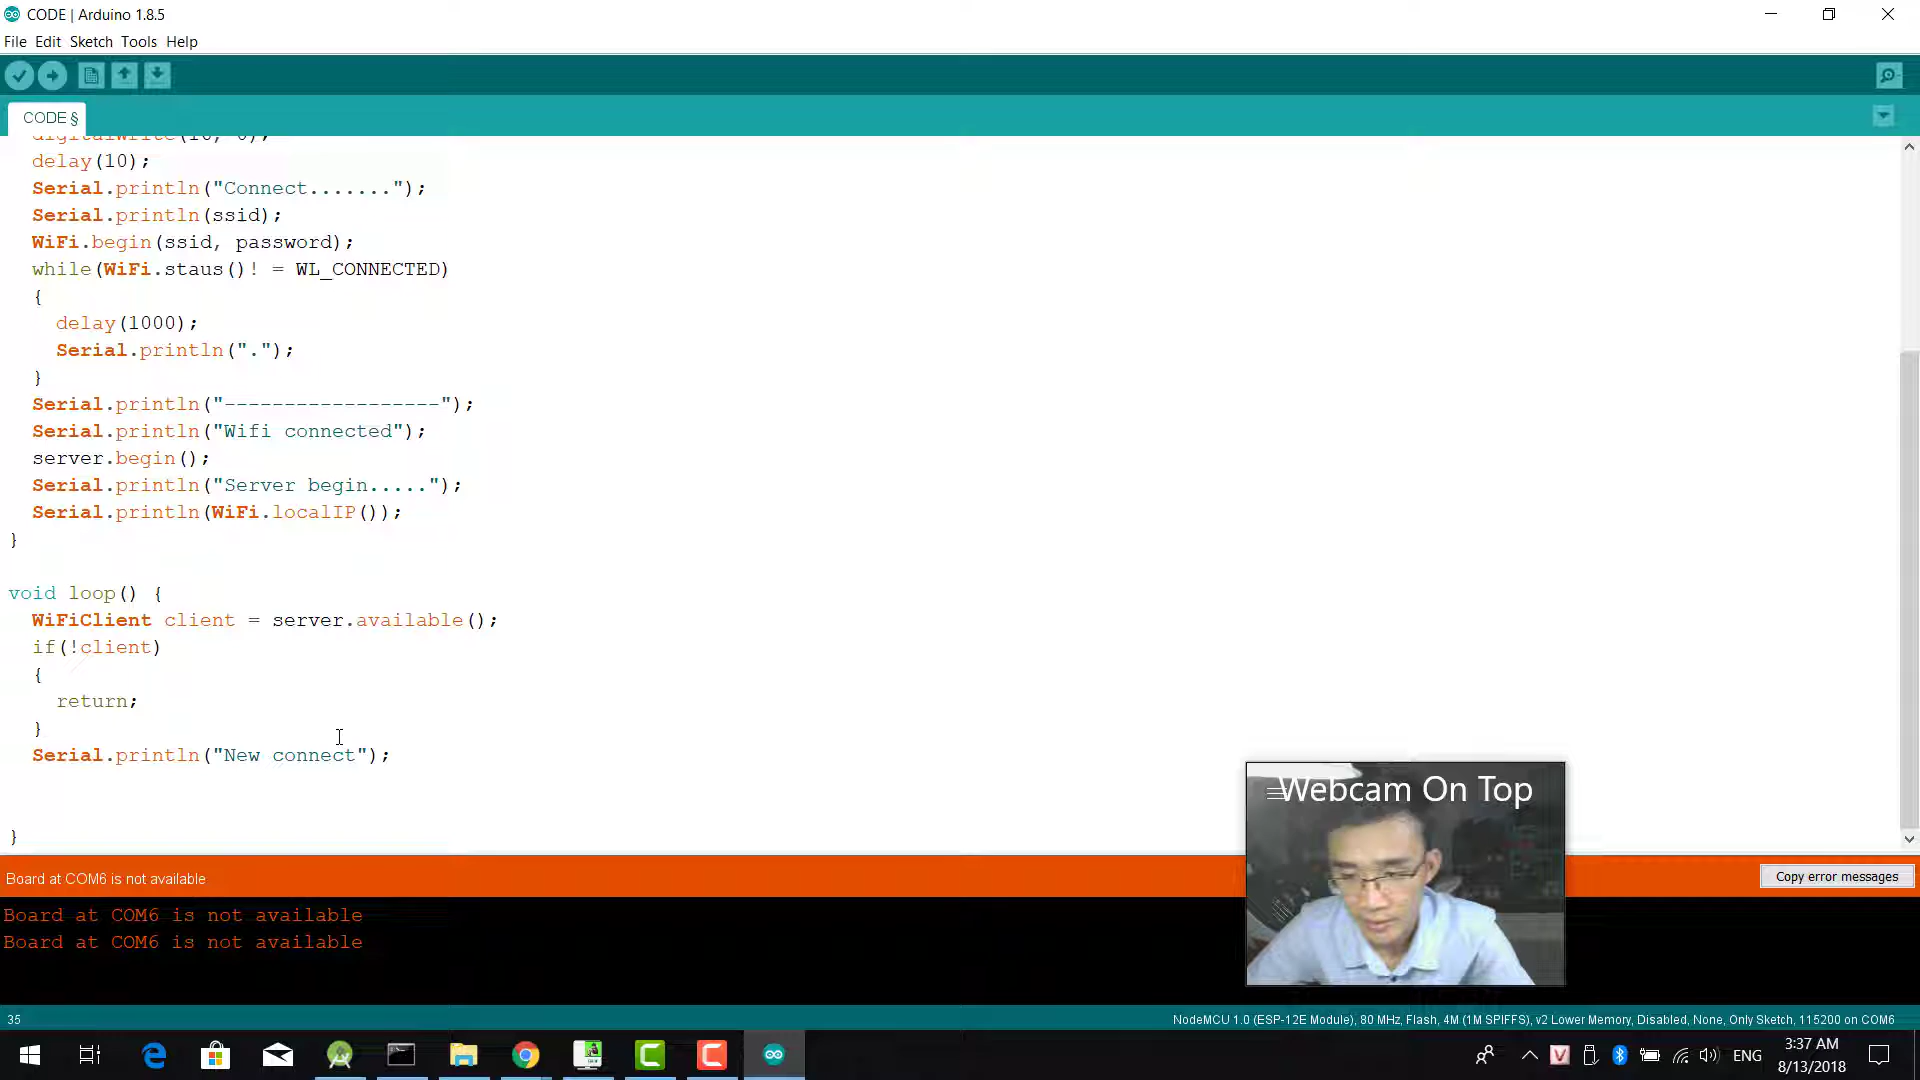 CODE | Arduino 1.8.5
File Edit Sketch Tools Help
CODE §
digitalWrite(16, 0);
delay(10);
Serial.println("Connect.......");
Serial.println(ssid);
WiFi.begin(ssid, password);
while(WiFi.staus()! = WL_CONNECTED)
{
delay(1000);
Serial.println(".");
}
Serial.println("------------------");
Serial.println("Wifi connected");
server.begin();
Serial.println("Server begin.....");
Serial.println(WiFi.localIP());
}
void loop() {
WiFiClient client = server.available();
if(!client)
{
return;
}
Serial.println("New connect");
}
Webcam On Top
Board at COM6 is not available
Copy error messages
Board at COM6 is not available
Board at COM6 is not available
35
NodeMCU 1.0 (ESP-12E Module), 80 MHz, Flash, 4M (1M SPIFFS), v2 Lower Memory, Disabled, None, Only Sketch, 115200 on COM6
ENG
3:37 AM
8/13/2018